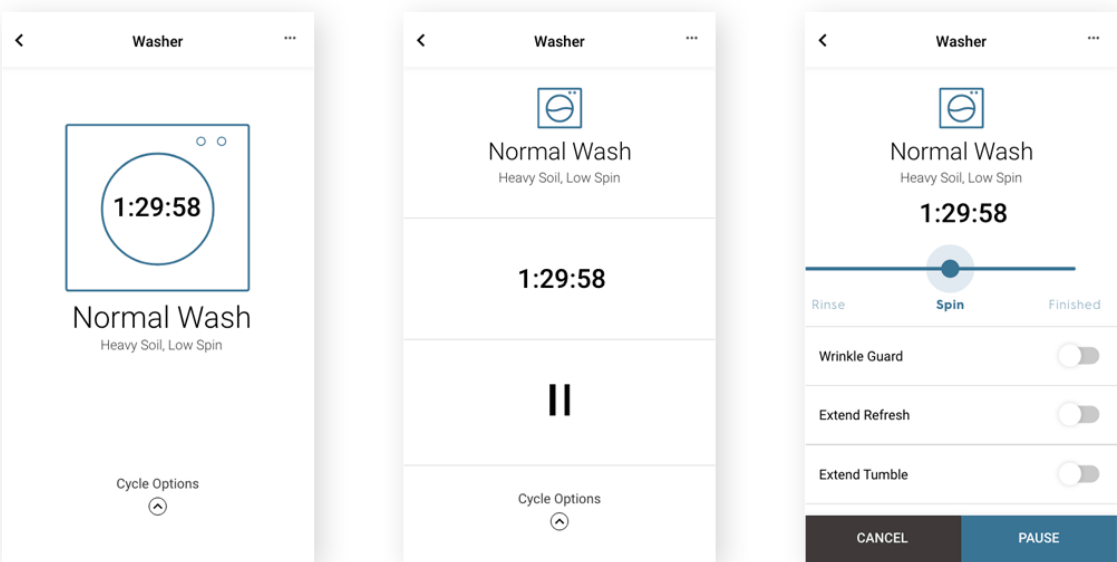 Washer
1:29:58
Normal Wash
Heavy Soil, Low Spin
Cycle Options
Washer
Normal Wash
Heavy Soil, Low Spin
1:29:58
Cycle Options
Washer
Normal Wash
Heavy Soil, Low Spin
1:29:58
Rinse Spin Finished
Wrinkle Guard
Extend Refresh
Extend Tumble
CANCEL PAUSE